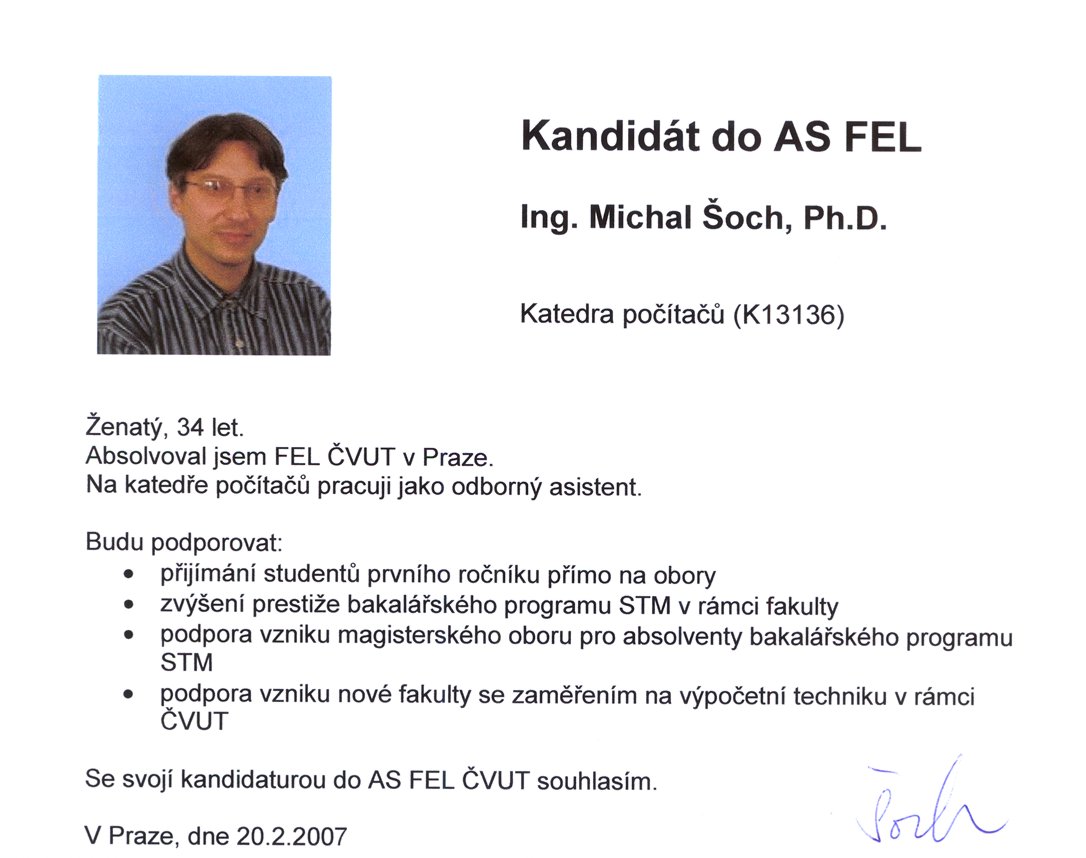 Kandidát do AS FEL
Ing. Michal Šoch, Ph.D.
Katedra počítačů (K13136)
Ženatý, 34 let.
Absolvoval jsem FEL ČVUT v Praze.
Na katedře počítačů pracuji jako odborný asistent.
Budu podporovat:
• přijímání studentů prvního ročníku přímo na obory
• zvýšení prestiže bakalářského programu STM v rámci fakulty
• podpora vzniku magisterského oboru pro absolventy bakalářského programu
STM
• podpora vzniku nové fakulty se zaměřením na výpočetní techniku v rámci
ČVUT
Se svojí kandidaturou do AS FEL ČVUT souhlasím.
Šoch
V Praze, dne 20.2.2007